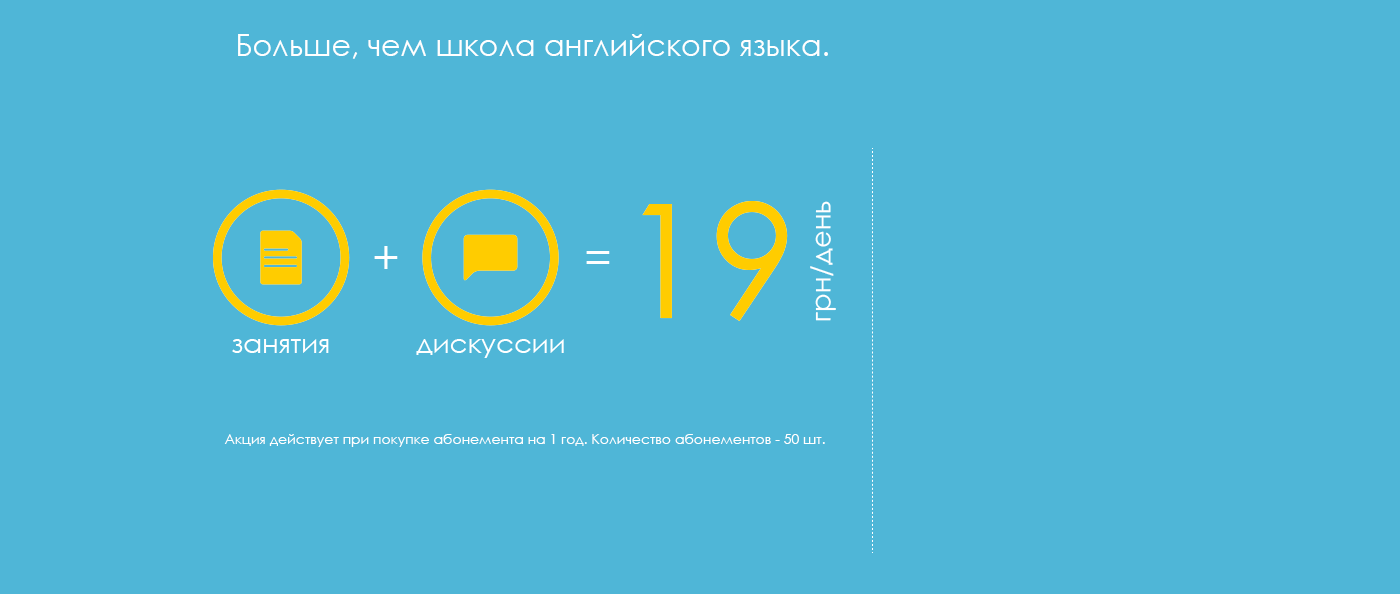 Больше, чем школа английского языка.
+ = 19 грн/день
занятия дискуссии
Акция действует при покупке абонемента на 1 год. Количество абонементов - 50 шт.